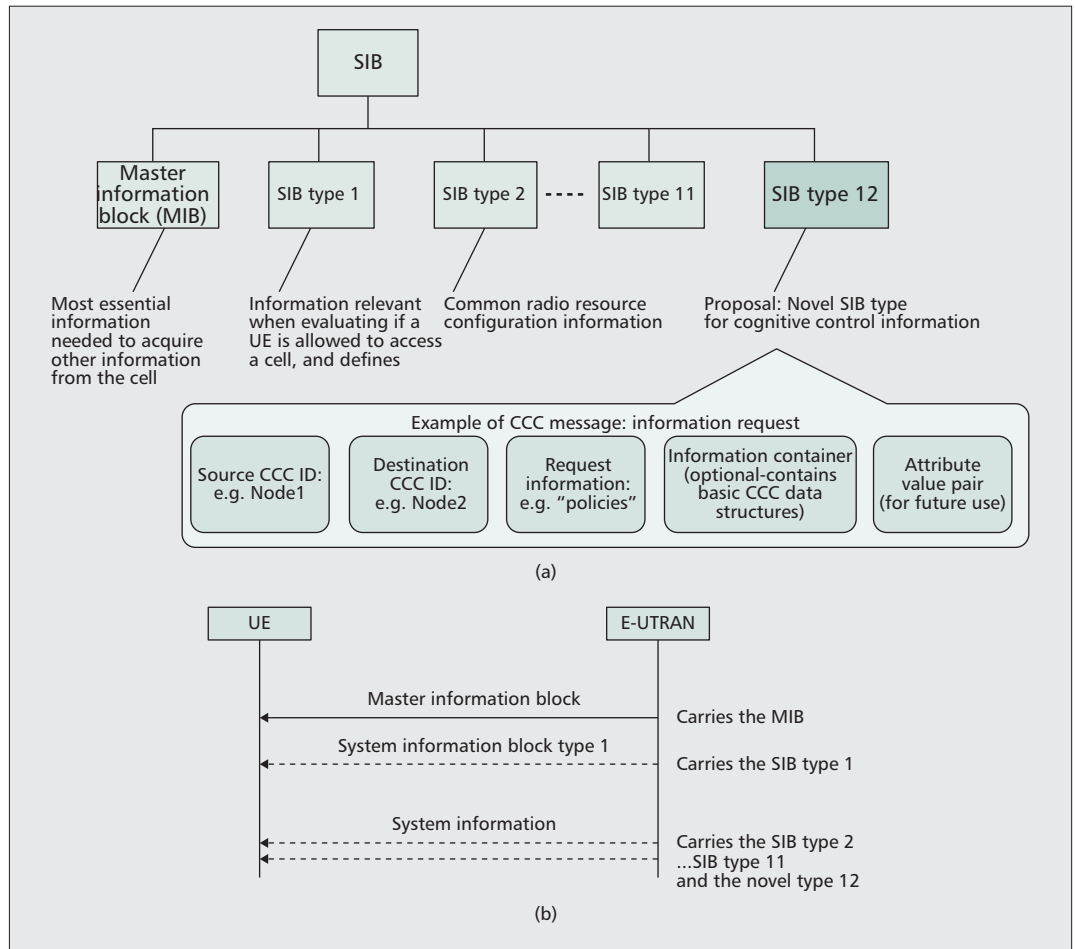 SIB
Master
information
block (MIB)
SIB type 1
SIB type 2
SIB type 11
SIB type 12
Most essential
information
needed to acquire
other information
from the cell
Information relevant
when evaluating if a
UE is allowed to access
a cell, and defines
Common radio resource
configuration information
Proposal: Novel SIB type
for cognitive control information
Example of CCC message: information request
Source CCC ID:
e.g. Node1
Destination
CCC ID:
e.g. Node2
Request
information:
e.g. “policies”
Information container
(optional-contains
basic CCC data
structures)
Attribute
value pair
(for future use)
(a)
UE
E-UTRAN
Master information block
Carries the MIB
System information block type 1
Carries the SIB type 1
System information
Carries the SIB type 2
...SIB type 11
and the novel type 12
(b)